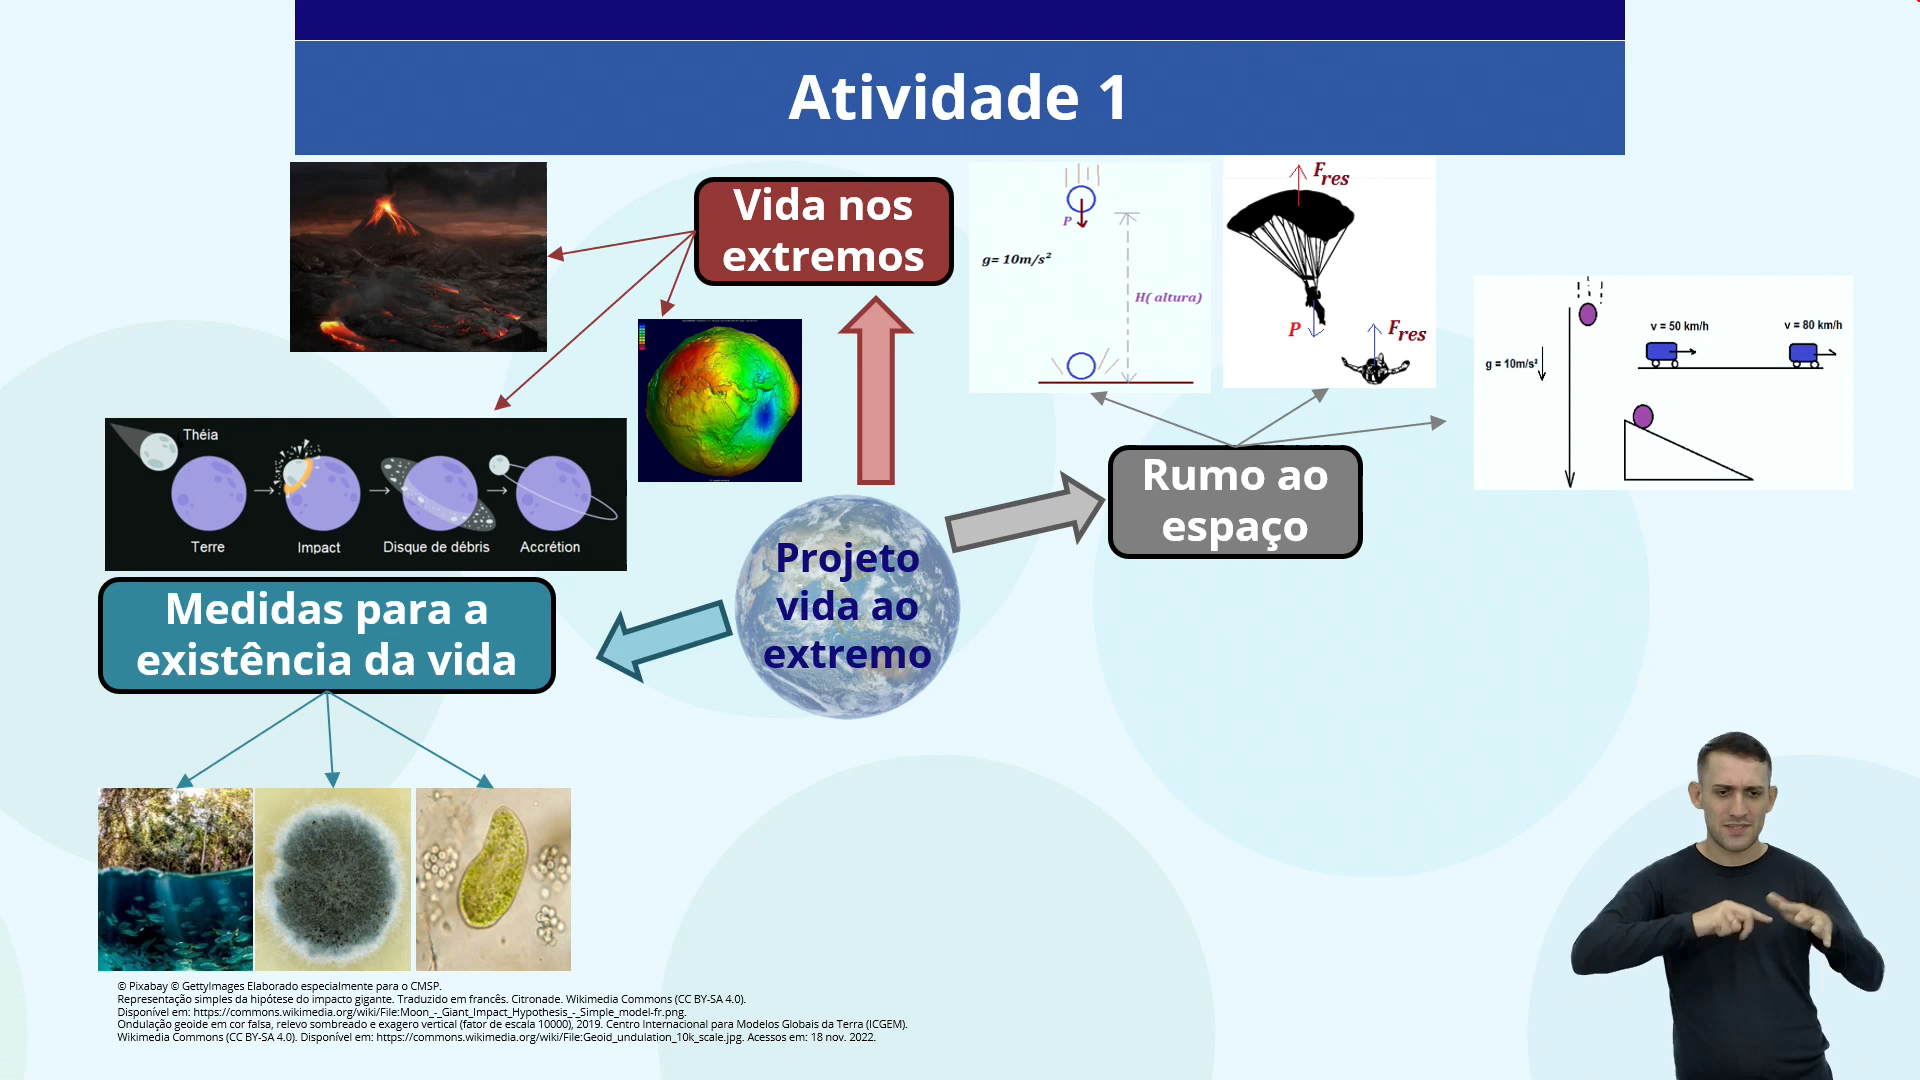 Atividade 1
Vida nos
extremos
P
g= 10m/s²
H( altura)
Fres
P
Fres
g = 10m/s²
v = 50 km/h
v = 80 km/h
Théia
Terre
Impact
Disque de débris
Accrétion
Rumo ao
espaço
Projeto
vida ao
extremo
Medidas para a
existência da vida
© Pixabay © GettyImages Elaborado especialmente para o CMSP.
Representação simples da hipótese do impacto gigante. Traduzido em francês. Citronade. Wikimedia Commons (CC BY-SA 4.0).
Disponível em: https://commons.wikimedia.org/wiki/File:Moon_-_Giant_Impact_Hypothesis_-_Simple_model-fr.png.
Ondulação geoide em cor falsa, relevo sombreado e exagero vertical (fator de escala 10000), 2019. Centro Internacional para Modelos Globais da Terra (ICGEM).
Wikimedia Commons (CC BY-SA 4.0). Disponível em: https://commons.wikimedia.org/wiki/File:Geoid_undulation_10k_scale.jpg. Acessos em: 18 nov. 2022.